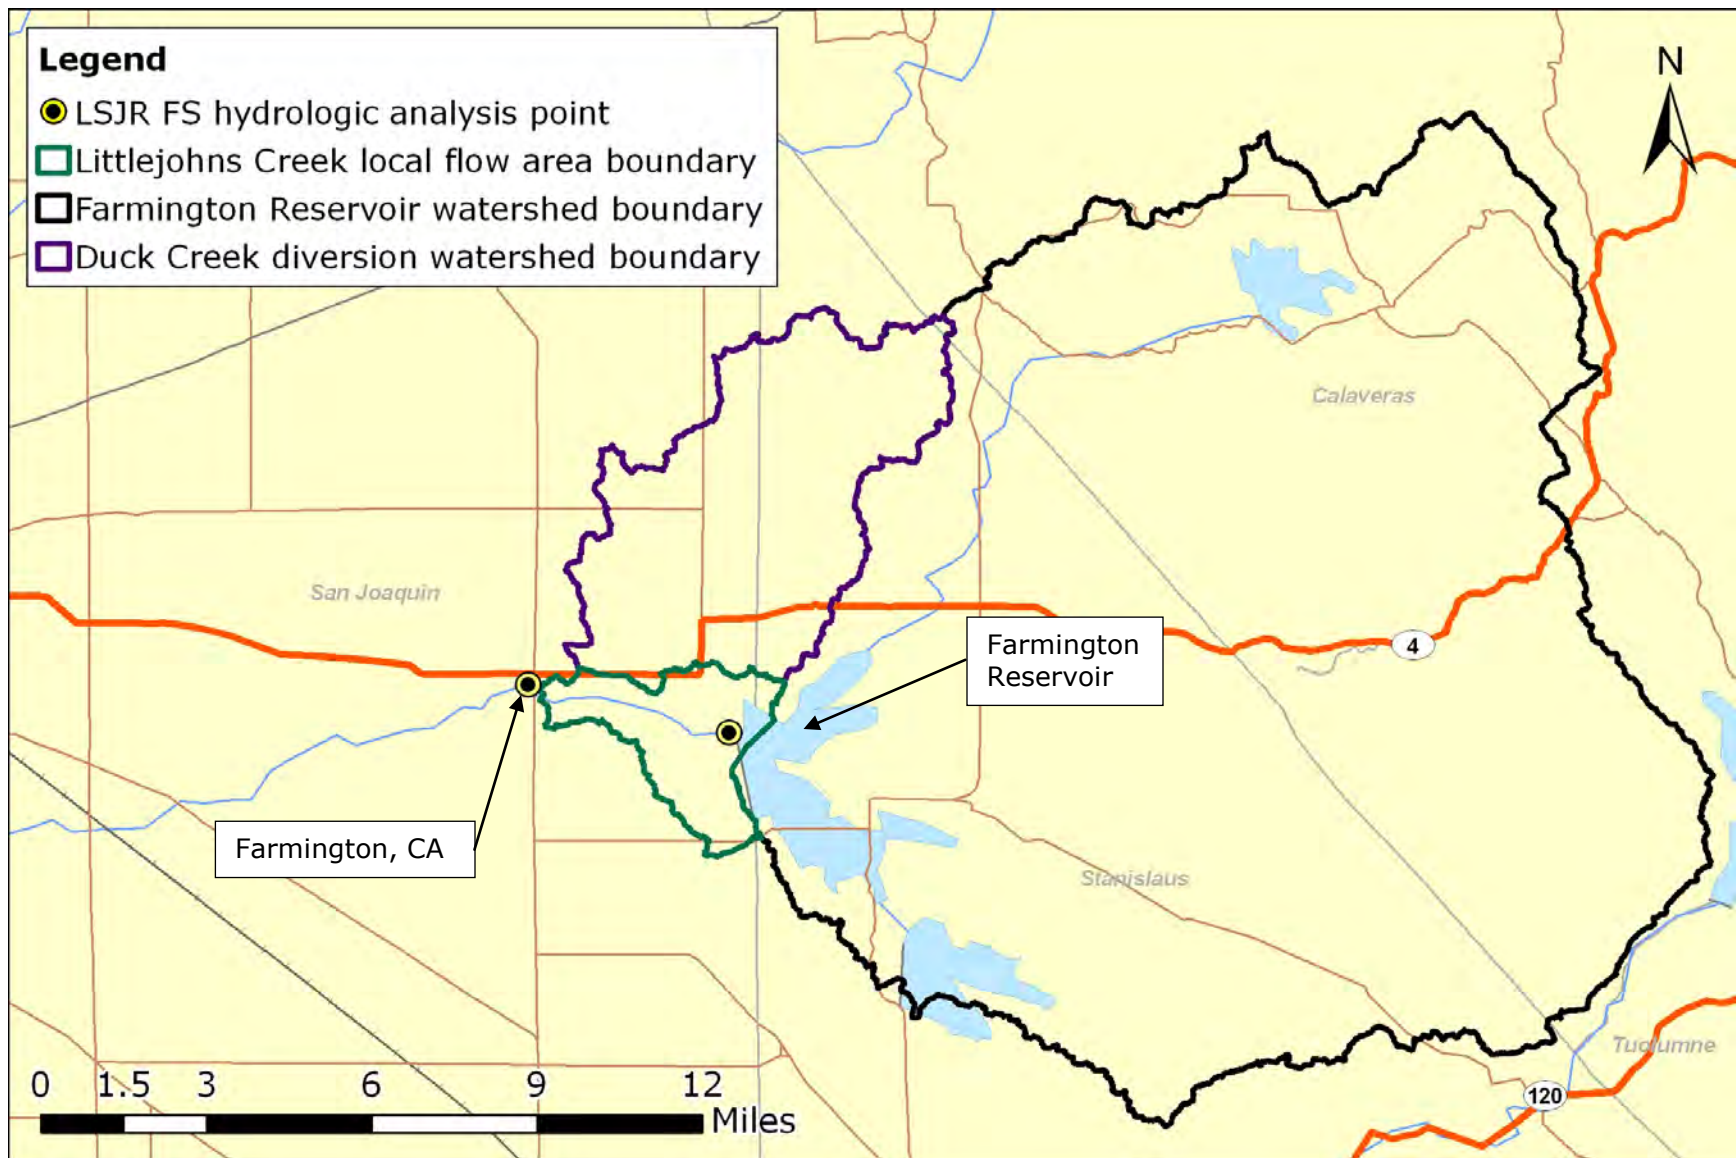 Legend
LSJR FS hydrologic analysis point
Littlejohns Creek local flow area boundary
Farmington Reservoir watershed boundary
Duck Creek diversion watershed boundary
N
Calaveras
San Joaquin
Farmington
Reservoir
4
Farmington, CA
Stanislaus
Tuolumne
120
0 1.5 3 6 9 12
Miles